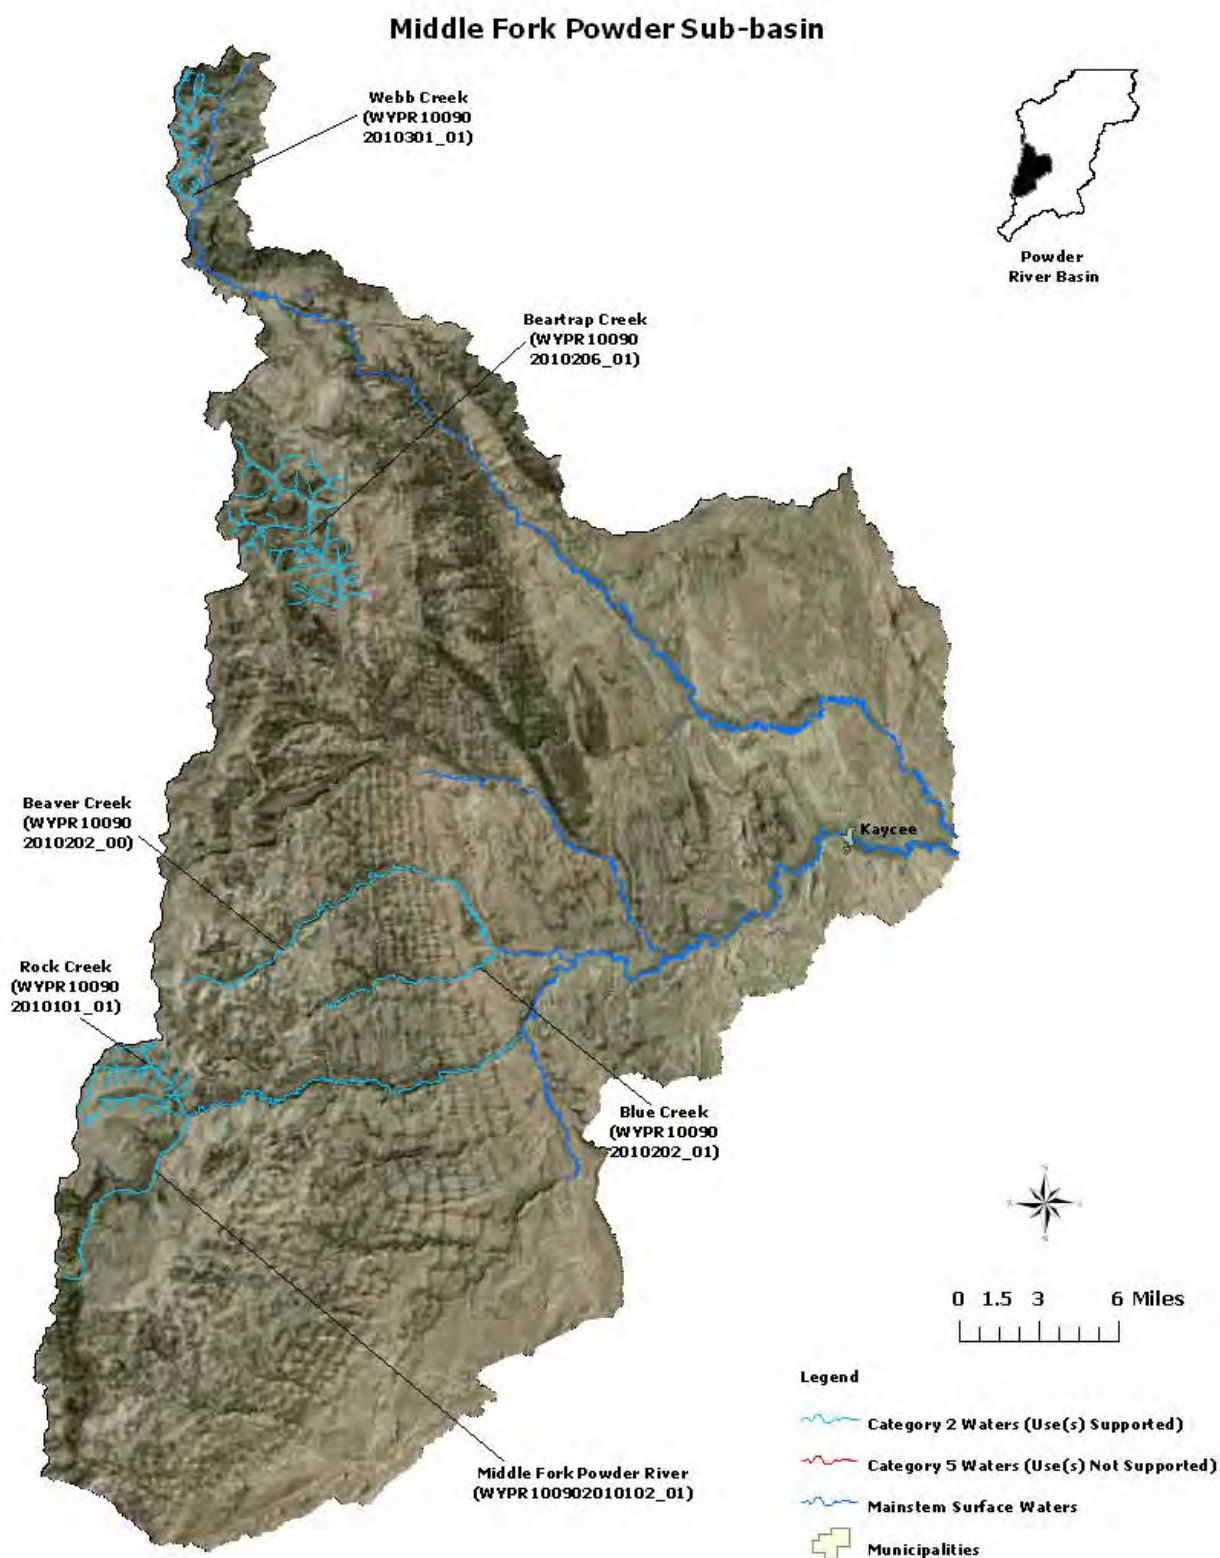 Middle Fork Powder Sub-basin
Webb Creek
(WYPR10090
2010301_01)
Powder
River Basin
Beartrap Creek
(WYPR10090
2010206_01)
Beaver Creek
(WYPR10090
2010202_00)
Kaycee
Rock Creek
(WYPR10090
2010101_01)
Blue Creek
(WYPR10090
2010202_01)
Middle Fork Powder River
(WYPR100902010102_01)
0 1.5 3 6 Miles
Legend
Category 2 Waters (Use(s) Supported)
Category 5 Waters (Use(s) Not Supported)
Mainstem Surface Waters
Municipalities